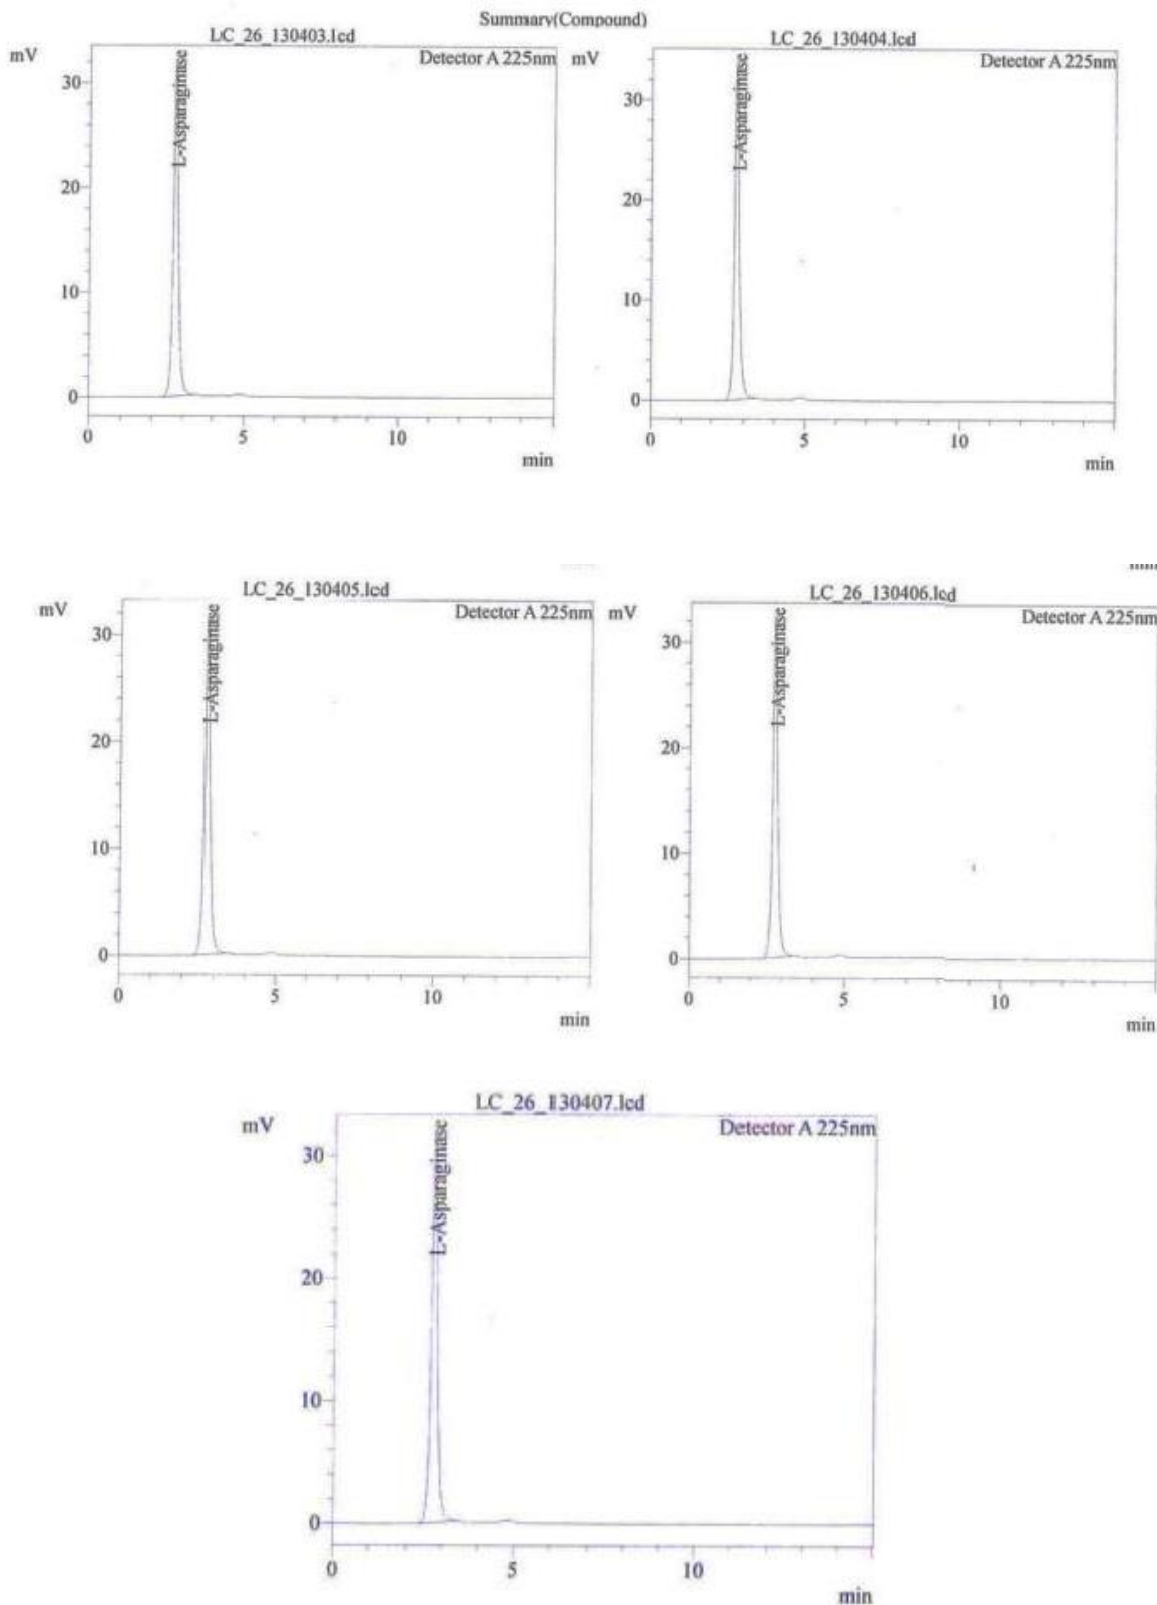 Summary(Compound)
LC_26_130403.lcd
mV
Detector A 225nm
L-Asparaginase
30
20
10
0
0 5 10
min
LC_26_130404.lcd
mV
Detector A 225nm
L-Asparaginase
30
20
10
0
0 5 10
min
LC_26_130405.lcd
mV
Detector A 225nm
L-Asparaginase
30
20
10
0
0 5 10
min
LC_26_130406.lcd
mV
Detector A 225nm
L-Asparaginase
30
20
10
0
0 5 10
min
LC_26_130407.lcd
mV
Detector A 225nm
L-Asparaginase
30
20
10
0
0 5 10
min